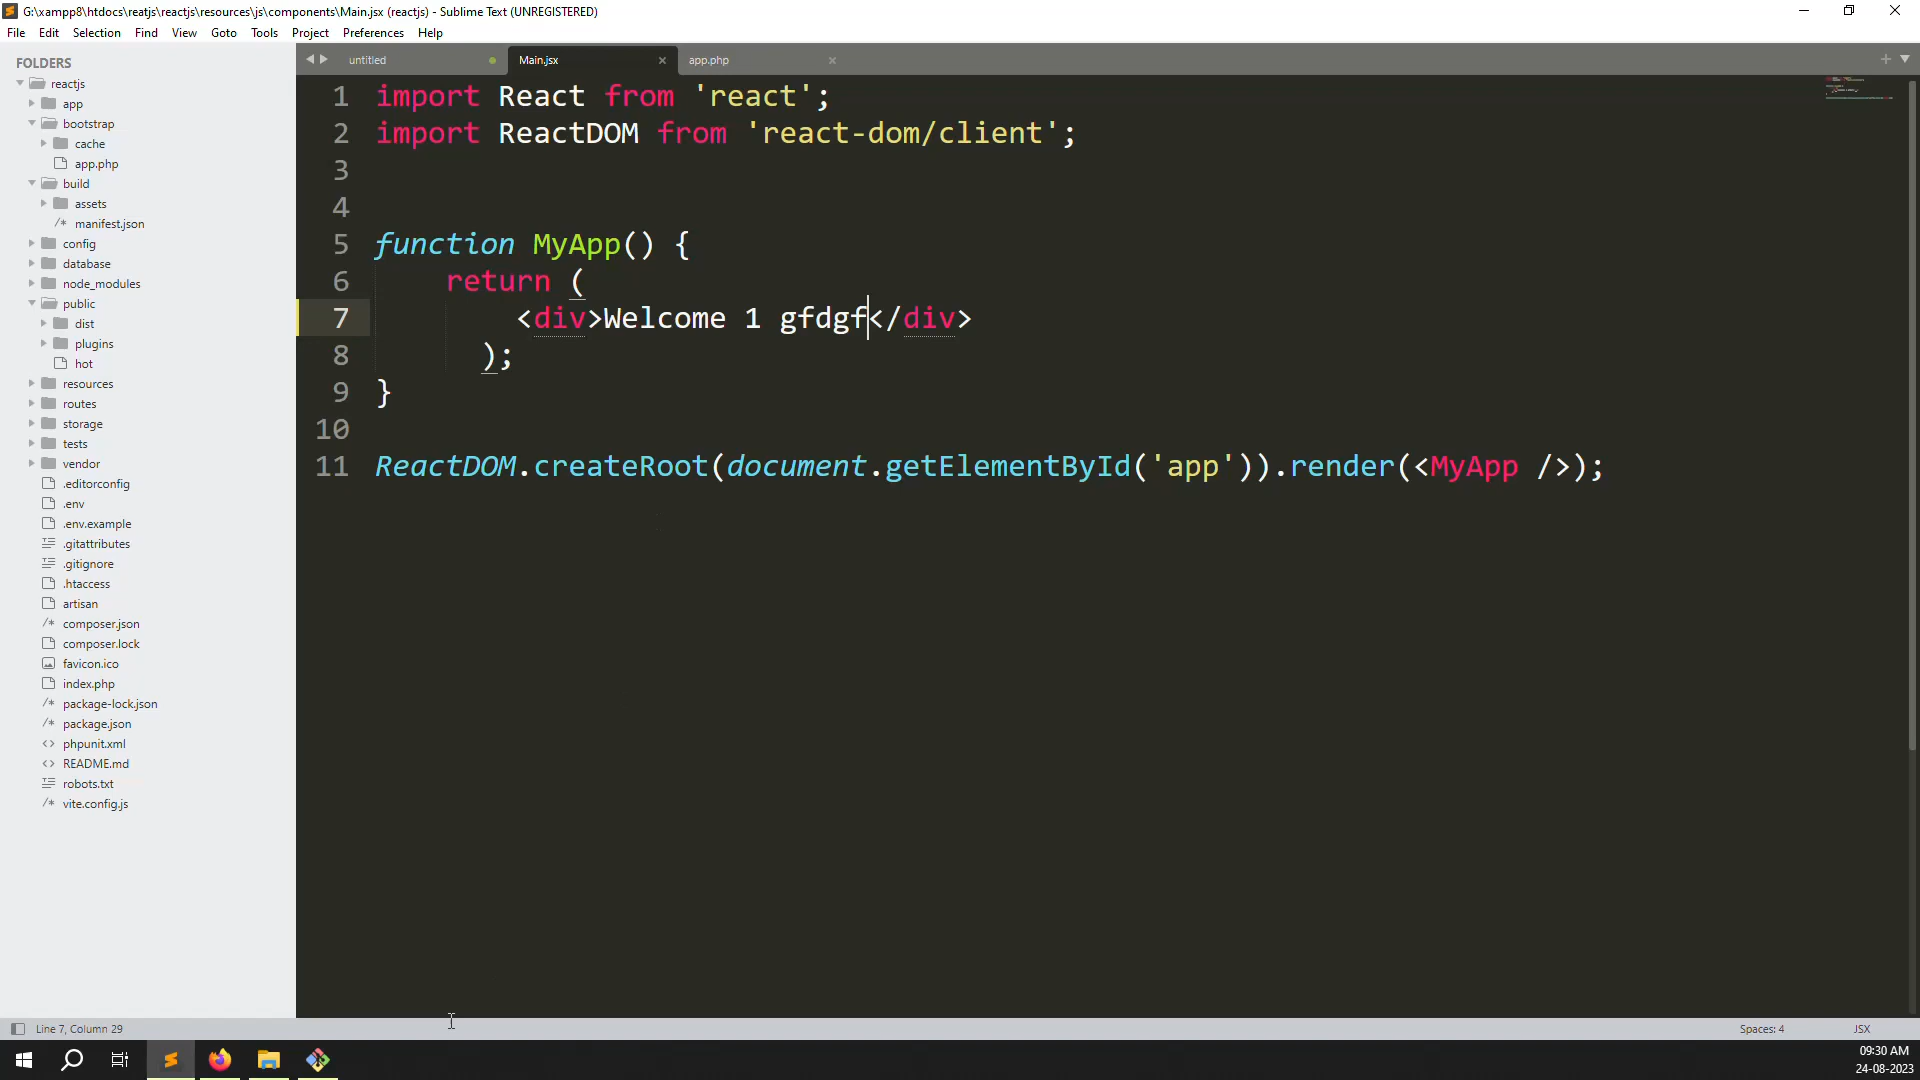 G:\xampp8\htdocs\reatjs\reactjs\resources\js\components\Main.jsx (reactjs) - Sublime Text (UNREGISTERED)
File Edit Selection Find View Goto Tools Project Preferences Help
FOLDERS
reactjs
app
bootstrap
cache
app.php
build
assets
/* manifest.json
config
database
node_modules
public
dist
plugins
hot
resources
routes
storage
tests
vendor
.editorconfig
.env
.env.example
.gitattributes
.gitignore
.htaccess
artisan
/* composer.json
composer.lock
favicon.ico
index.php
/* package-lock.json
/* package.json
<> phpunit.xml
<> README.md
robots.txt
/* vite.config.js
untitled Main.jsx app.php
1 import React from 'react';
2 import ReactDOM from 'react-dom/client';
3
4
5 function MyApp() {
6 return (
7 <div>Welcome 1 gfdgf</div>
8 );
9 }
10
11 ReactDOM.createRoot(document.getElementById('app')).render(<MyApp />);
Line 7, Column 29 Spaces: 4 JSX
09:30 AM
24-08-2023